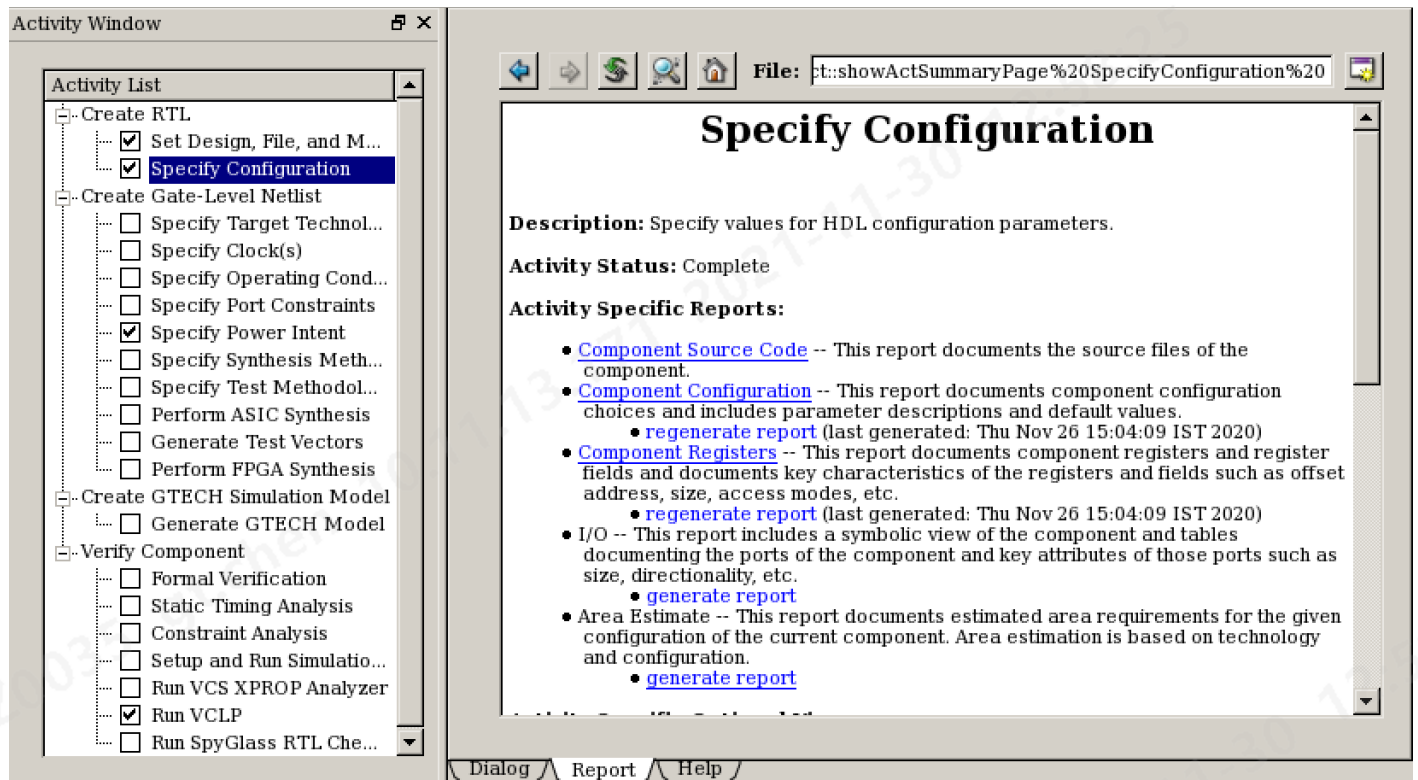 Activity Window
Activity List
Create RTL
Set Design, File, and M...
Specify Configuration
Create Gate-Level Netlist
Specify Target Technol...
Specify Clock(s)
Specify Operating Cond...
Specify Port Constraints
Specify Power Intent
Specify Synthesis Meth...
Specify Test Methodol...
Perform ASIC Synthesis
Generate Test Vectors
Perform FPGA Synthesis
Create GTECH Simulation Model
Generate GTECH Model
Verify Component
Formal Verification
Static Timing Analysis
Constraint Analysis
Setup and Run Simulatio...
Run VCS XPROP Analyzer
Run VCLP
Run SpyGlass RTL Che...
File: ct::showActSummaryPage%20SpecifyConfiguration%20
Specify Configuration
Description: Specify values for HDL configuration parameters.
Activity Status: Complete
Activity Specific Reports:
Component Source Code -- This report documents the source files of the
component.
Component Configuration -- This report documents component configuration
choices and includes parameter descriptions and default values.
regenerate report (last generated: Thu Nov 26 15:04:09 IST 2020)
Component Registers -- This report documents component registers and register
fields and documents key characteristics of the registers and fields such as offset
address, size, access modes, etc.
regenerate report (last generated: Thu Nov 26 15:04:09 IST 2020)
I/O -- This report includes a symbolic view of the component and tables
documenting the ports of the component and key attributes of those ports such as
size, directionality, etc.
generate report
Area Estimate -- This report documents estimated area requirements for the given
configuration of the current component. Area estimation is based on technology
and configuration.
generate report
Dialog
Report
Help